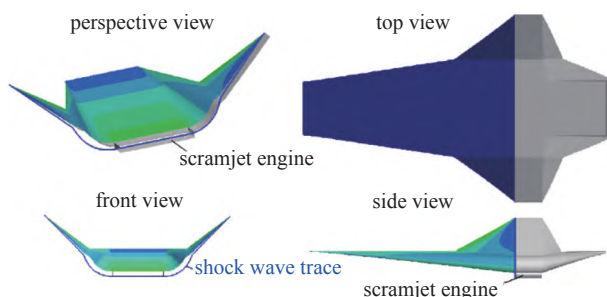 perspective view
top view
scramjet engine
front view
side view
shock wave trace
scramjet engine